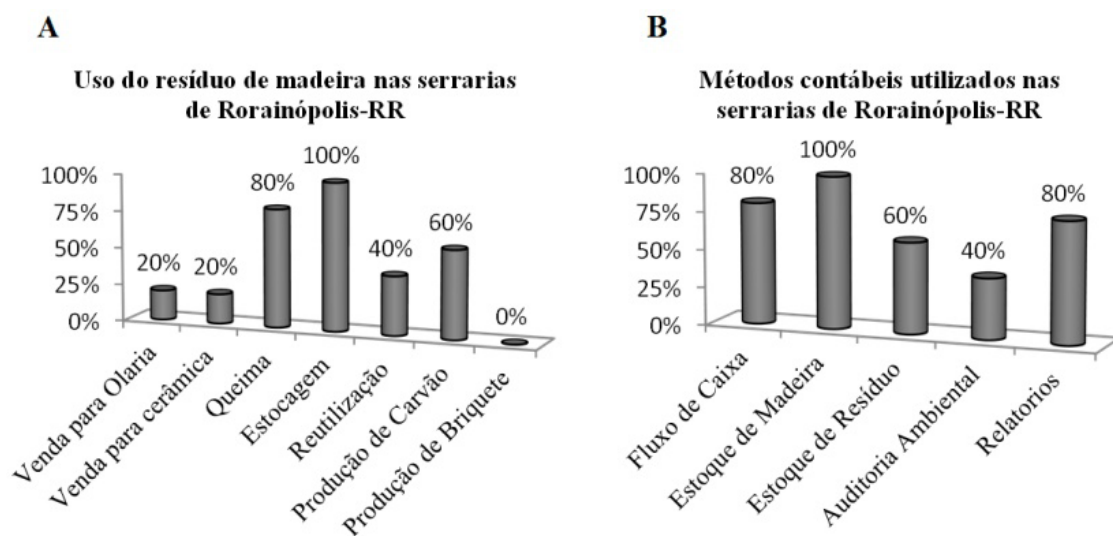 A
Uso do resíduo de madeira nas serrarias
de Rorainópolis-RR
100%
75%
50%
25%
0%
20%
20%
80%
100%
40%
60%
0%
Venda para Olaria
Venda para cerâmica
Queima
Estocagem
Reutilização
Produção de Carvão
Produção de Briquete
B
Métodos contábeis utilizados nas
serrarias de Rorainópolis-RR
100%
75%
50%
25%
0%
80%
100%
60%
40%
80%
Fluxo de Caixa
Estoque de Madeira
Estoque de Resíduo
Auditoria Ambiental
Relatorios